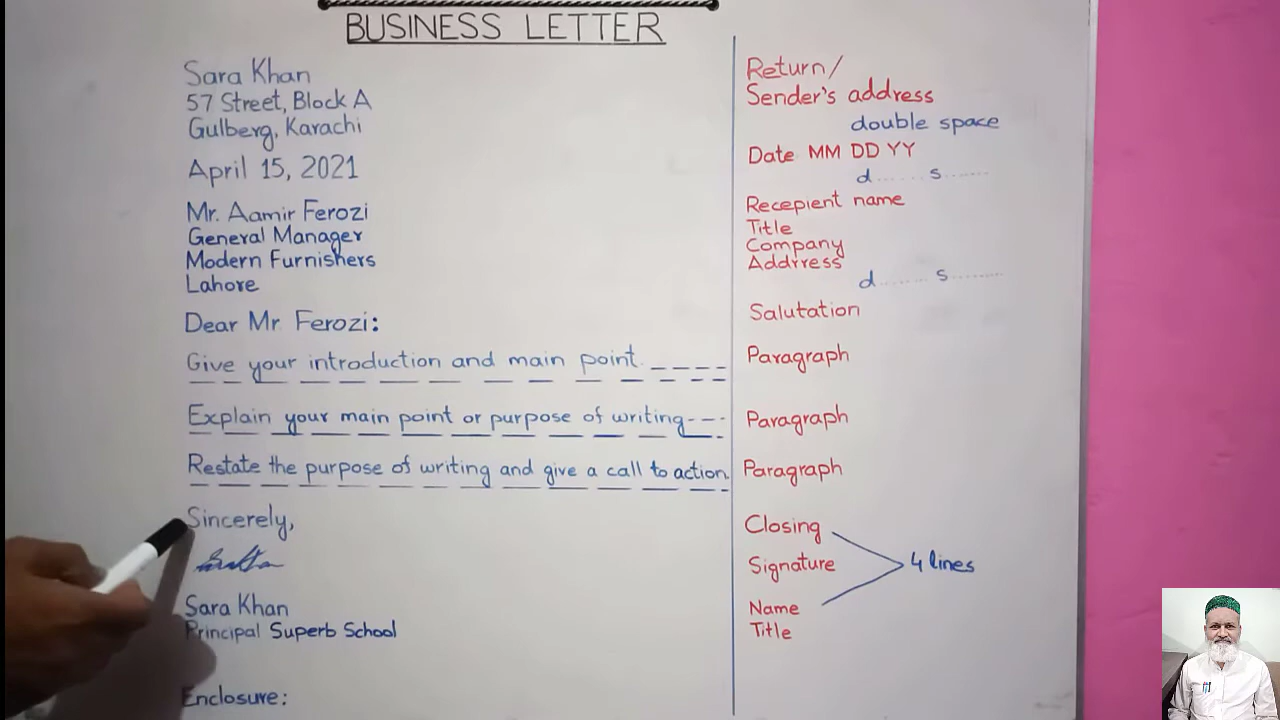 BUSINESS LETTER
Sara Khan
57 Street, Block A
Gulberg, Karachi
April 15, 2021
Mr. Aamir Ferozi
General Manager
Modern Furnishers
Lahore
Dear Mr. Ferozi:
Give your introduction and main point.
Explain your main point or purpose of writing
Restate the purpose of writing and give a call to action.
Sincerely,
Sara Khan
Principal Superb School
Enclosure:
Return/
Sender's address
double space
Date MM DD YY
d s
Recepient name
Title
Company
Addrress
d s
Salutation
Paragraph
Paragraph
Paragraph
Closing
Signature
4 lines
Name
Title